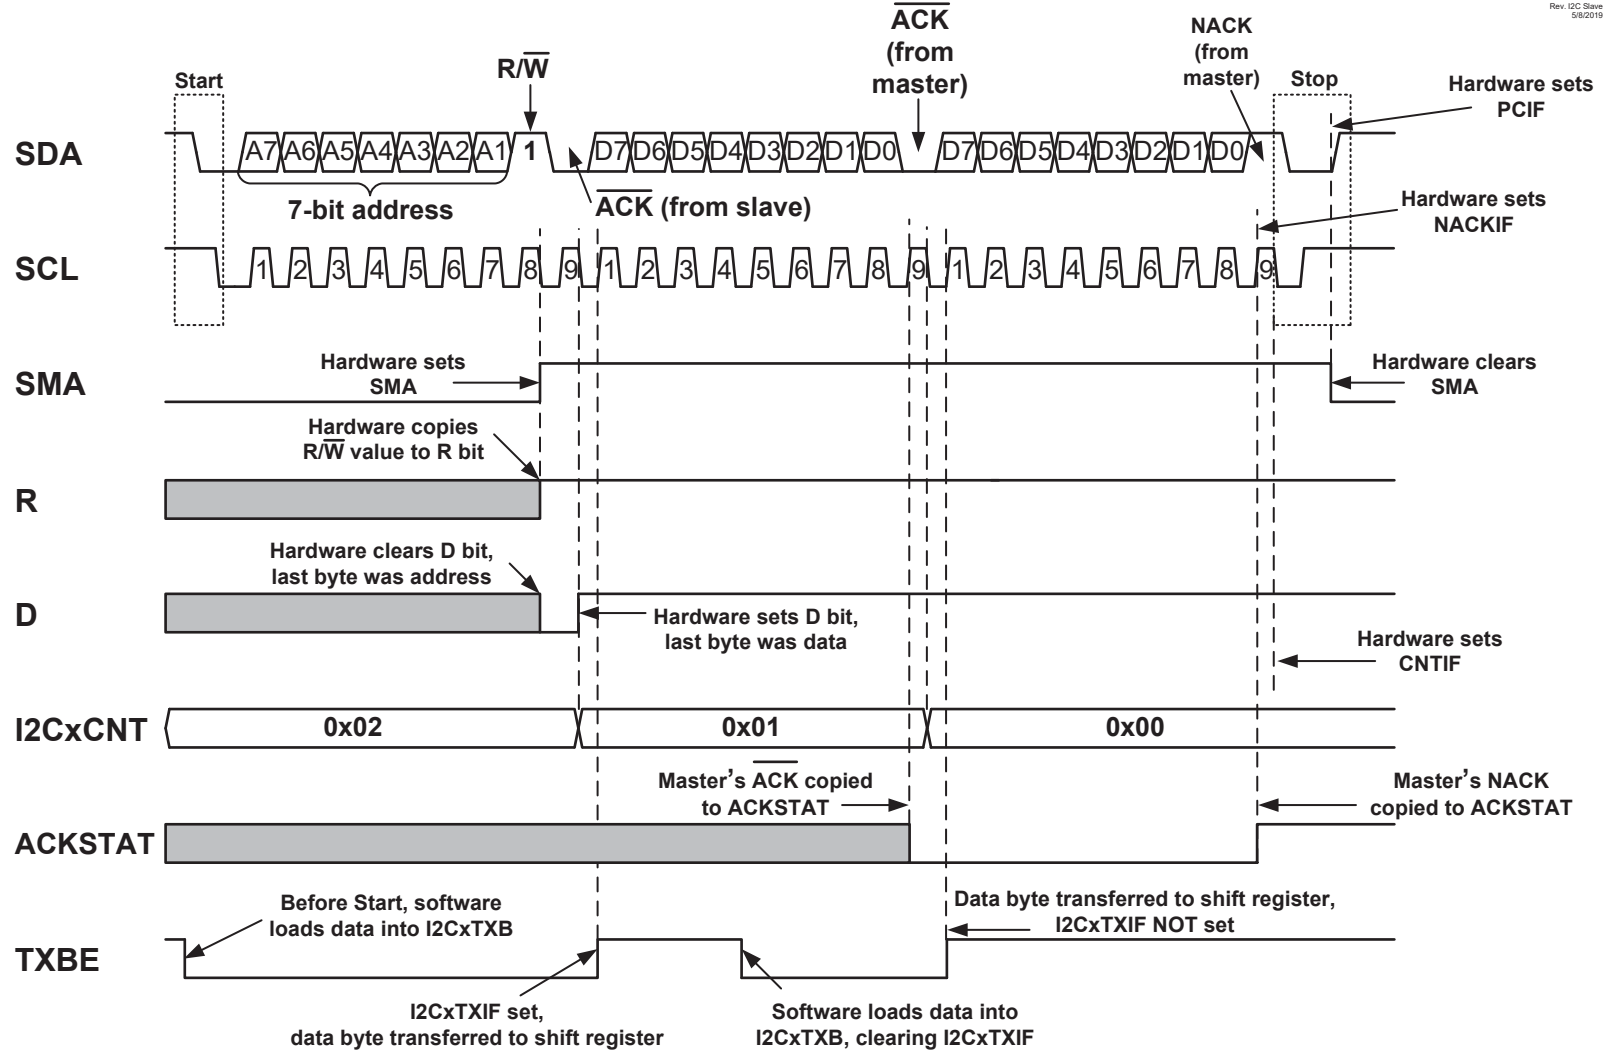 Rev. I2C Slave
5/8/2019
ACK
(from
master)
NACK
(from
master)
Start
R/W
Stop
Hardware sets
PCIF
SDA
A7 A6 A5 A4 A3 A2 A1 1 D7 D6 D5 D4 D3 D2 D1 D0 D7 D6 D5 D4 D3 D2 D1 D0
7-bit address
ACK (from slave)
Hardware sets
NACKIF
SCL
1 2 3 4 5 6 7 8 9 1 2 3 4 5 6 7 8 9 1 2 3 4 5 6 7 8 9
SMA
Hardware sets
SMA
Hardware clears
SMA
Hardware copies
R/W value to R bit
R
Hardware clears D bit,
last byte was address
D
Hardware sets D bit,
last byte was data
Hardware sets
CNTIF
I2CxCNT
0x02 0x01 0x00
Master's ACK copied
to ACKSTAT
Master's NACK
copied to ACKSTAT
ACKSTAT
Before Start, software
loads data into I2CxTXB
Data byte transferred to shift register,
I2CxTXIF NOT set
TXBE
I2CxTXIF set,
data byte transferred to shift register
Software loads data into
I2CxTXB, clearing I2CxTXIF